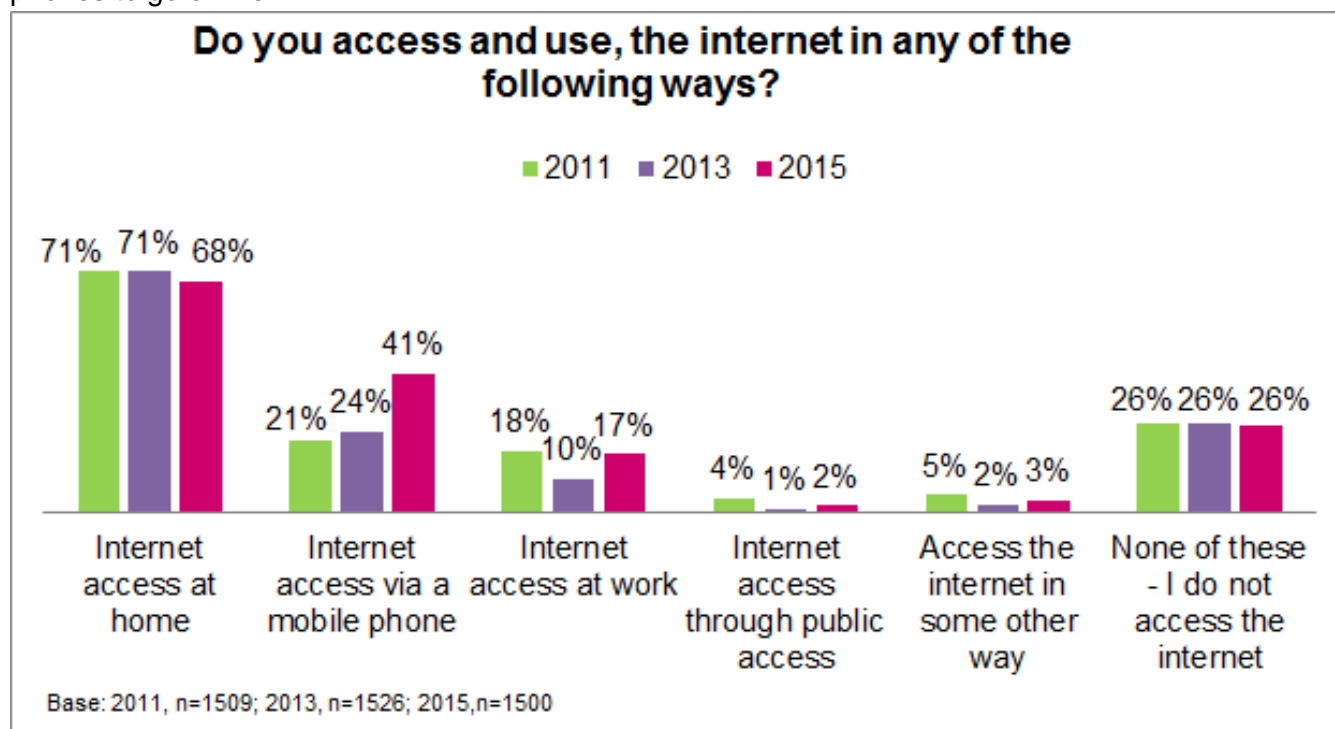 Do you access and use, the internet in any of the
following ways?
2011 2013 2015
71% 71% 68%
21% 24% 41%
18% 10% 17%
4% 1% 2%
5% 2% 3%
26% 26% 26%
Internet
access at
home
Internet
access via a
mobile phone
Internet
access at work
Internet
access
through public
access
Access the
internet in
some other
way
None of these
- I do not
access the
internet
Base: 2011, n=1509; 2013, n=1526; 2015,n=1500